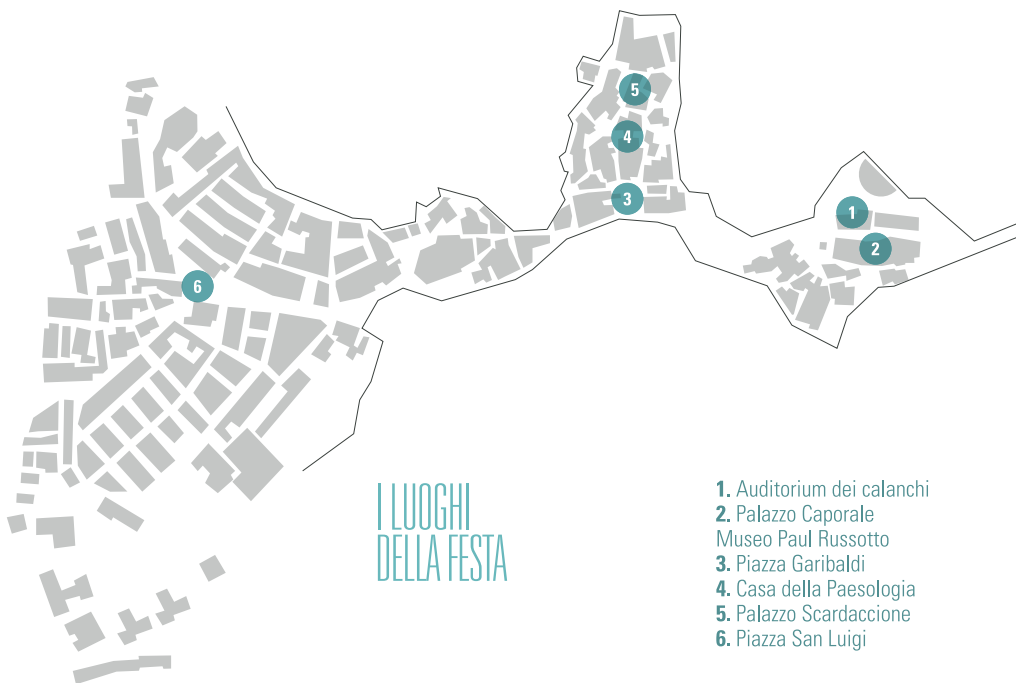 5
4
3
1
2
6
I LUOGHI
DELLA FESTA
1. Auditorium dei calanchi
2. Palazzo Caporale
Museo Paul Russotto
3. Piazza Garibaldi
4. Casa della Paesologia
5. Palazzo Scardaccione
6. Piazza San Luigi